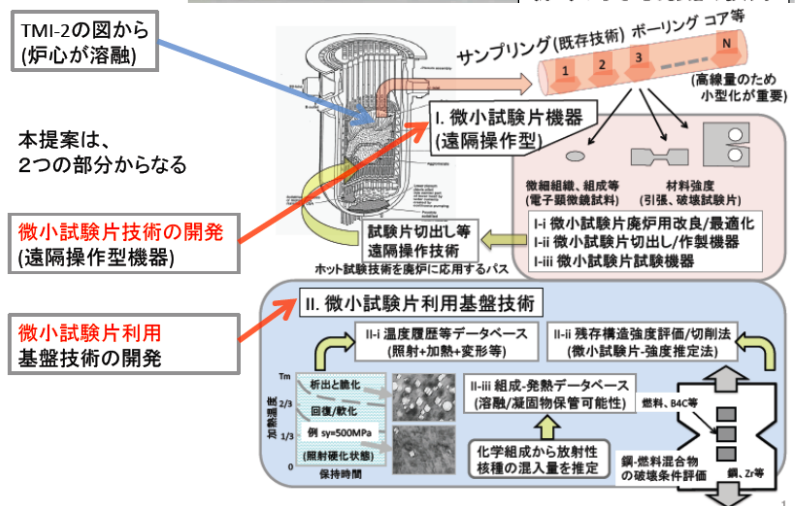 TMI-2の図から
(炉心が溶融)
本提案は、
2つの部分からなる
微小試験片技術の開発
(遠隔操作型機器)
微小試験片利用
基盤技術の開発
サンプリング(既存技術) ボーリング コア等
1 2 3 N
(高線量のため
小型化が重要)
I. 微小試験片機器
(遠隔操作型)
微細組織、組成等
(電子顕微鏡試料)
材料強度
(引張、破壊試験片)
I-i 微小試験片廃炉用改良/最適化
I-ii 微小試験片切出し/作製機器
I-iii 微小試験片試験機器
試験片切出し等
遠隔操作技術
ホット試験技術を廃炉に応用するパス
II. 微小試験片利用基盤技術
II-i 温度履歴等データベース
(照射+加熱+変形等)
II-ii 残存構造強度評価/切削法
(微小試験片-強度推定法)
II-iii 組成-発熱データベース
(溶融/凝固物保管可能性)
化学組成から放射性
核種の混入量を推定
加熱温度
Tm
2/3
1/3
0
析出と脆化
回復/軟化
例 sy=500MPa
(照射硬化状態)
保持時間
燃料、B4C等
鋼-燃料混合物
の破壊条件評価
鋼、Zr等
1